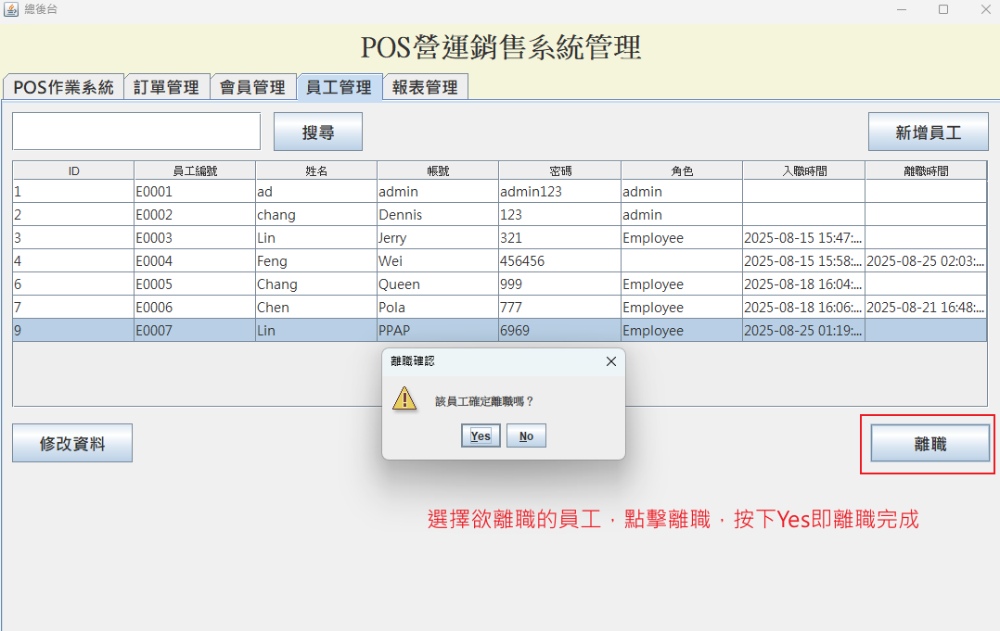 總後台
POS營運銷售系統管理
POS作業系統 訂單管理 會員管理 員工管理 報表管理
搜尋 新增員工
ID 員工編號 姓名 帳號 密碼 角色 入職時間 離職時間
1 E0001 ad admin admin123 admin
2 E0002 chang Dennis 123 admin
3 E0003 Lin Jerry 321 Employee 2025-08-15 15:47:...
4 E0004 Feng Wei 456456 2025-08-15 15:58:... 2025-08-25 02:03:...
6 E0005 Chang Queen 999 Employee 2025-08-18 16:04:...
7 E0006 Chen Pola 777 Employee 2025-08-18 16:06:... 2025-08-21 16:48:...
9 E0007 Lin PPAP 6969 Employee 2025-08-25 01:19:...
離職確認
該員工確定離職嗎？
Yes No
修改資料 離職
選擇欲離職的員工，點擊離職，按下Yes即離職完成